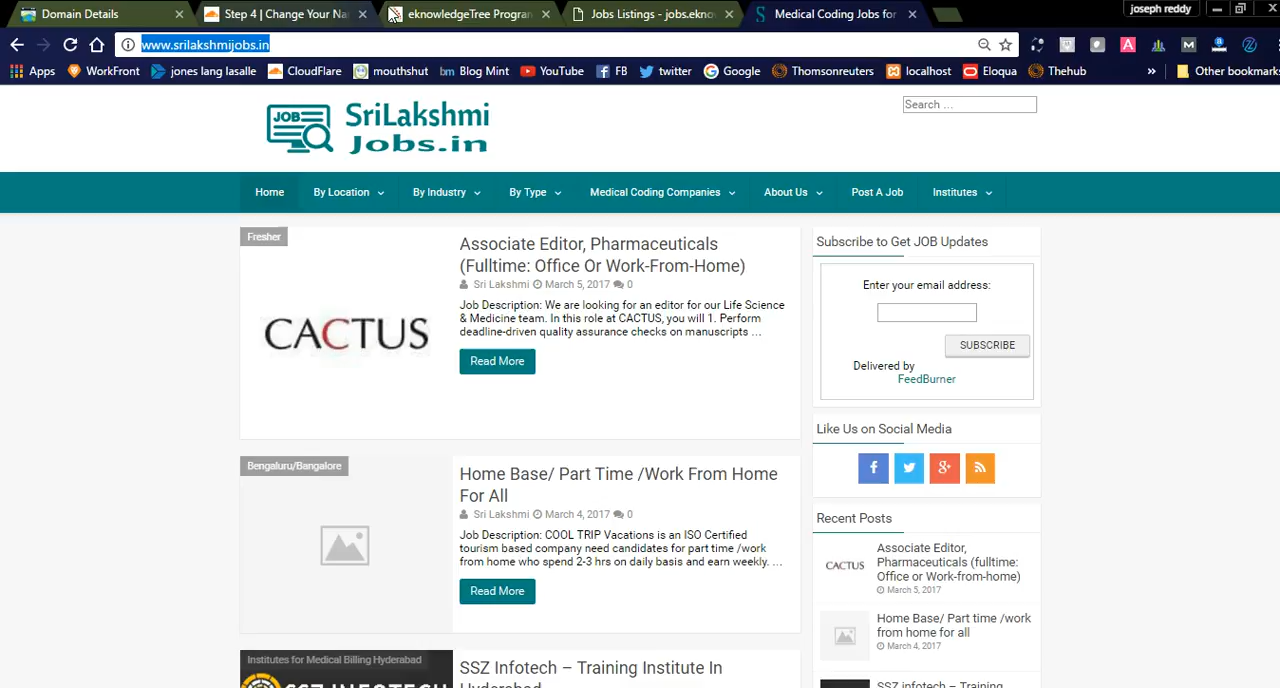 Domain Details
Step 4 | Change Your Na
eknowledgeTree Progran
Jobs Listings - jobs.eknow
Medical Coding Jobs for
joseph reddy
www.srilakshmijobs.in
Apps
WorkFront
jones lang lasalle
CloudFlare
mouthshut
bm Blog Mint
YouTube
FB
twitter
Google
Thomsonreuters
localhost
Eloqua
Thehub
»
Other bookmarks
JOB
SriLakshmi
Jobs.in
Search ...
Home
By Location
By Industry
By Type
Medical Coding Companies
About Us
Post A Job
Institutes
Fresher
CACTUS
Associate Editor, Pharmaceuticals
(Fulltime: Office Or Work-From-Home)
Sri Lakshmi March 5, 2017 0
Job Description: We are looking for an editor for our Life Science
& Medicine team. In this role at CACTUS, you will 1. Perform
deadline-driven quality assurance checks on manuscripts ...
Read More
Bengaluru/Bangalore
Home Base/ Part Time /Work From Home
For All
Sri Lakshmi March 4, 2017 0
Job Description: COOL TRIP Vacations is an ISO Certified
tourism based company need candidates for part time /work
from home who spend 2-3 hrs on daily basis and earn weekly. ...
Read More
Institutes for Medical Billing Hyderabad
SSZ INFOTECH
SSZ Infotech – Training Institute In
Hyderabad
Subscribe to Get JOB Updates
Enter your email address:
SUBSCRIBE
Delivered by
FeedBurner
Like Us on Social Media
Recent Posts
CACTUS
Associate Editor,
Pharmaceuticals (fulltime:
Office or Work-from-home)
March 5, 2017
Home Base/ Part time /work
from home for all
March 4, 2017
SSZ infotech – Training